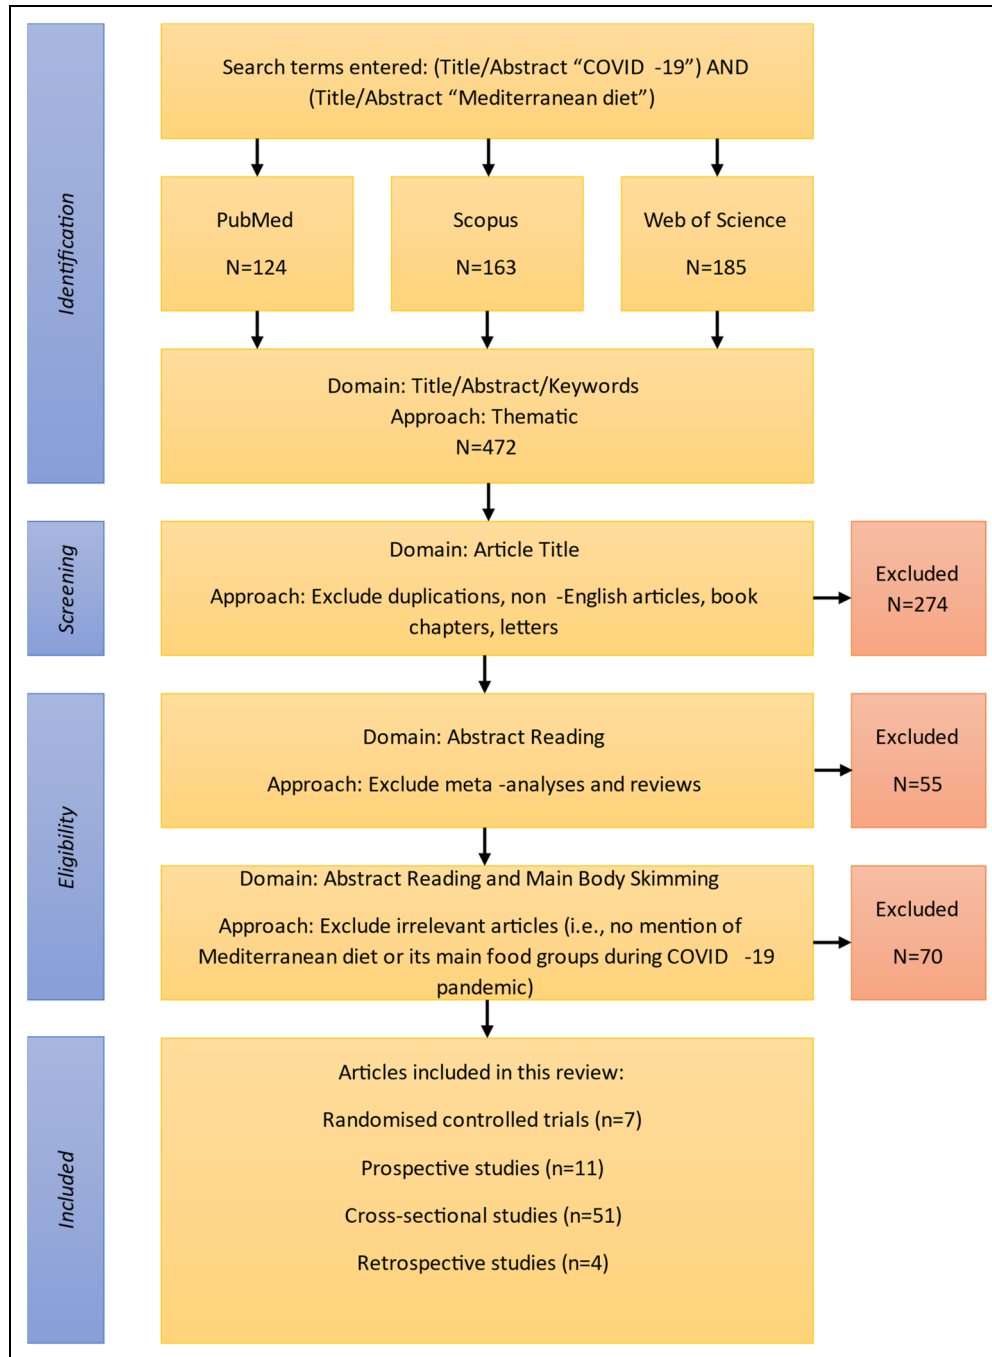 Identification
Search terms entered: (Title/Abstract “COVID -19”) AND
(Title/Abstract “Mediterranean diet”)
PubMed
N=124
Scopus
N=163
Web of Science
N=185
Domain: Title/Abstract/Keywords
Approach: Thematic
N=472
Screening
Domain: Article Title
Approach: Exclude duplications, non -English articles, book
chapters, letters
Excluded
N=274
Eligibility
Domain: Abstract Reading
Approach: Exclude meta -analyses and reviews
Excluded
N=55
Domain: Abstract Reading and Main Body Skimming
Approach: Exclude irrelevant articles (i.e., no mention of
Mediterranean diet or its main food groups during COVID -19
pandemic)
Excluded
N=70
Included
Articles included in this review:
Randomised controlled trials (n=7)
Prospective studies (n=11)
Cross-sectional studies (n=51)
Retrospective studies (n=4)